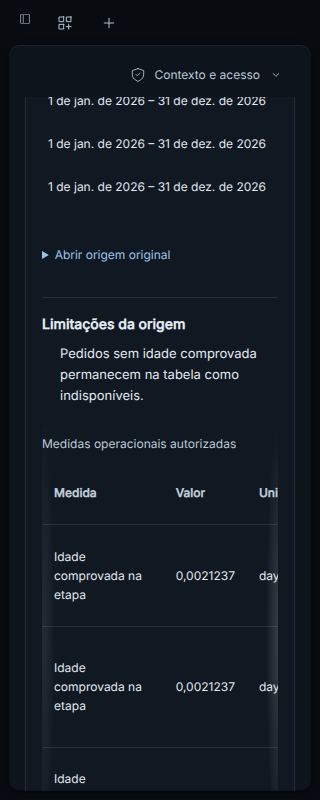 Contexto e acesso
1 de jan. de 2026 – 31 de dez. de 2026
1 de jan. de 2026 – 31 de dez. de 2026
1 de jan. de 2026 – 31 de dez. de 2026
Abrir origem original
Limitações da origem
Pedidos sem idade comprovada
permanecem na tabela como
indisponíveis.
Medidas operacionais autorizadas
Medida Valor Uni
Idade
comprovada na
etapa
0,0021237 day
Idade
comprovada na
etapa
0,0021237 day
Idade